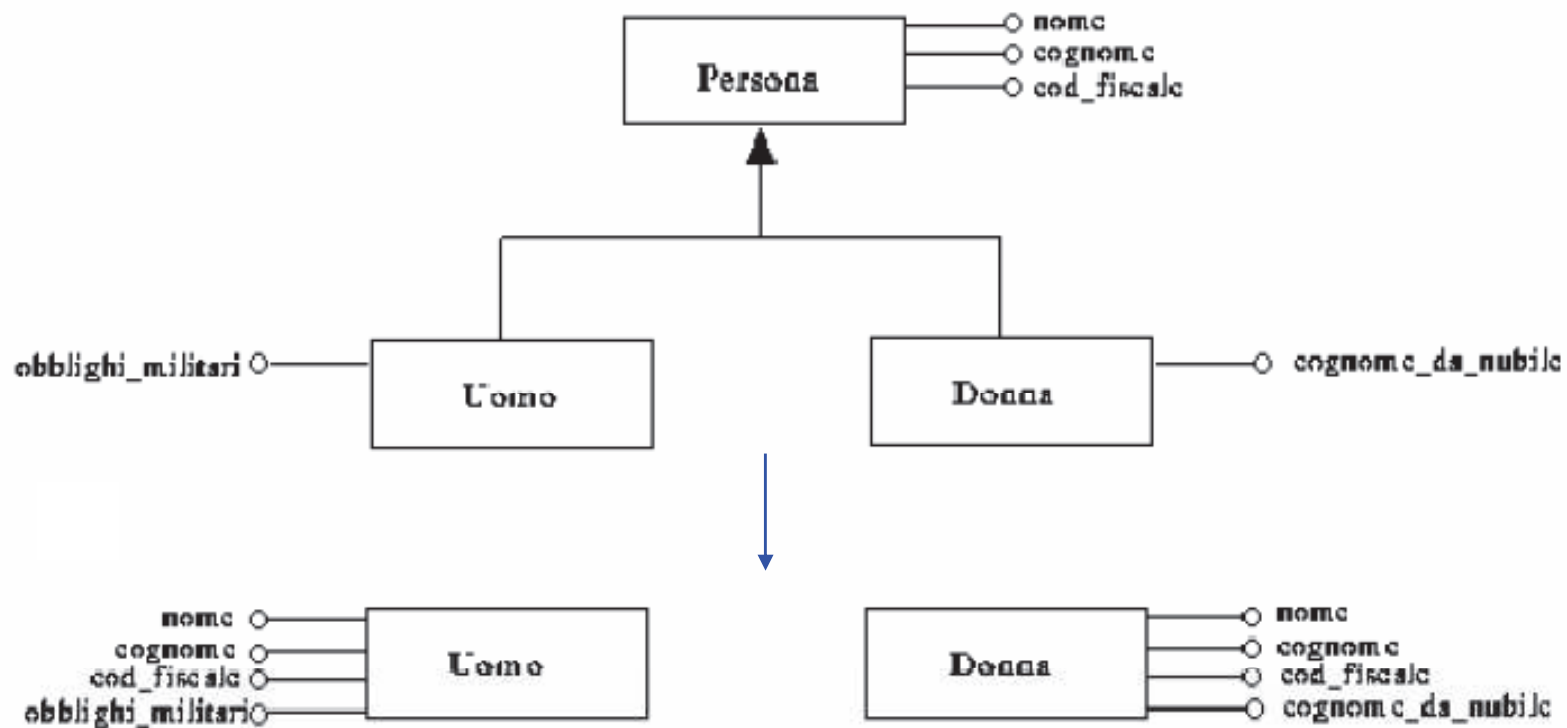 nome
cognome
Persona
cod_fiscale
obblighi_militari
cognome_da_nubile
Uomo
Donna
nome
nome
cognome
cognome
Uomo
Donna
cod_fiscale
cod_fiscale
obblighi_militari
cognome_da_nubile